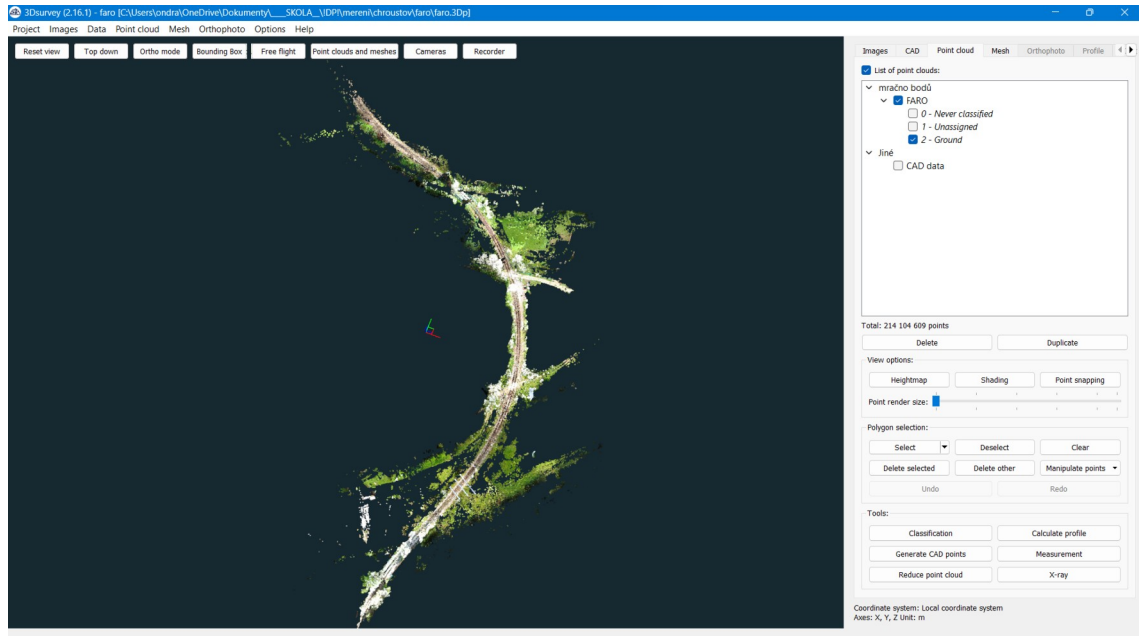 3Dsurvey (2.16.1) - faro [C:\Users\ondra\OneDrive\Dokumenty\___SKOLA__\!DP!\mereni\chroustov\faro\faro.3Dp]
Project Images Data Point cloud Mesh Orthophoto Options Help
Reset view Top down Ortho mode Bounding Box Free flight Point clouds and meshes Cameras Recorder
Images CAD Point cloud Mesh Orthophoto Profile
List of point clouds:
mračno bodů
FARO
0 - Never classified
1 - Unassigned
2 - Ground
Jiné
CAD data
Total: 214 104 609 points
Delete Duplicate
View options:
Heightmap Shading Point snapping
Point render size:
Polygon selection:
Select Deselect Clear
Delete selected Delete other Manipulate points
Undo Redo
Tools:
Classification Calculate profile
Generate CAD points Measurement
Reduce point cloud X-ray
Coordinate system: Local coordinate system
Axes: X, Y, Z Unit: m